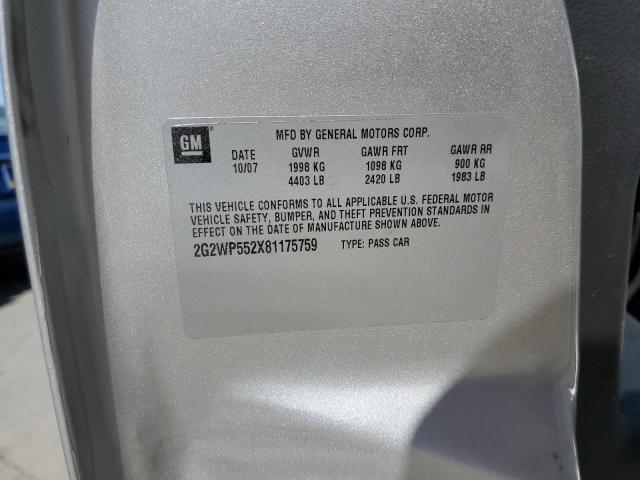 GM
MFD BY GENERAL MOTORS CORP.
DATE GVWR GAWR FRT GAWR RR
10/07 1998 KG 1098 KG 900 KG
4403 LB 2420 LB 1983 LB
THIS VEHICLE CONFORMS TO ALL APPLICABLE U.S. FEDERAL MOTOR
VEHICLE SAFETY, BUMPER, AND THEFT PREVENTION STANDARDS IN
EFFECT ON THE DATE OF MANUFACTURE SHOWN ABOVE.
2G2WP552X81175759 TYPE: PASS CAR